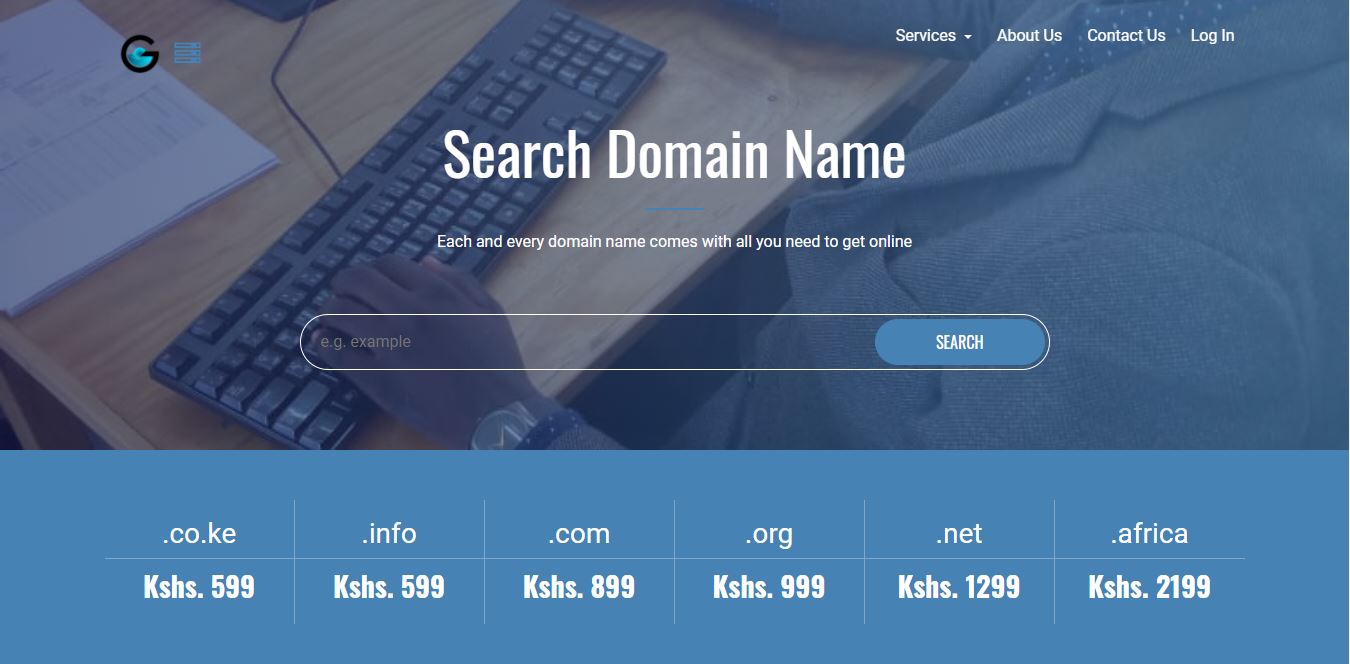 Services
About Us
Contact Us
Log In
Search Domain Name
Each and every domain name comes with all you need to get online
e.g. example
SEARCH
.co.ke
.info
.com
.org
.net
.africa
Kshs. 599
Kshs. 599
Kshs. 899
Kshs. 999
Kshs. 1299
Kshs. 2199